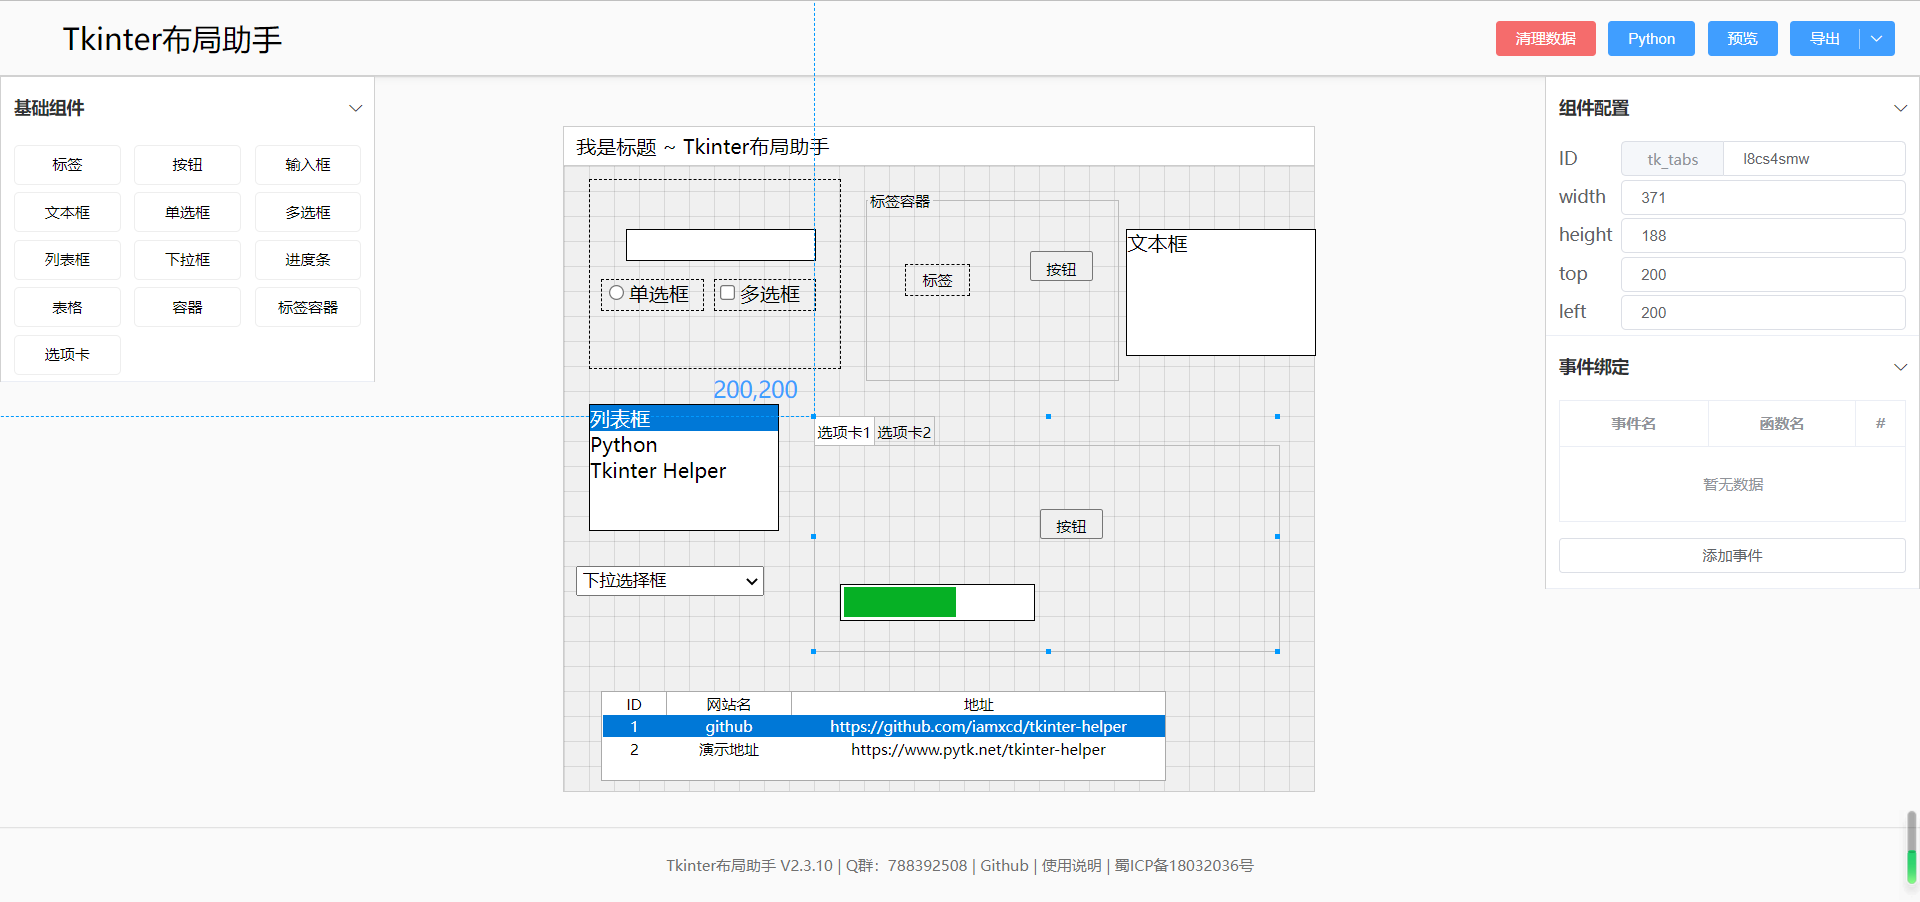 Tkinter布局助手
清理数据
Python
预览
导出
基础组件
标签
按钮
输入框
文本框
单选框
多选框
列表框
下拉框
进度条
表格
容器
标签容器
选项卡
我是标题 ~ Tkinter布局助手
单选框
多选框
标签容器
标签
按钮
文本框
200,200
列表框
Python
Tkinter Helper
选项卡1
选项卡2
按钮
下拉选择框
ID 网站名 地址
1 github https://github.com/iamxcd/tkinter-helper
2 演示地址 https://www.pytk.net/tkinter-helper
组件配置
ID tk_tabs l8cs4smw
width 371
height 188
top 200
left 200
事件绑定
事件名 函数名 #
暂无数据
添加事件
Tkinter布局助手 V2.3.10 | Q群：788392508 | Github | 使用说明 | 蜀ICP备18032036号